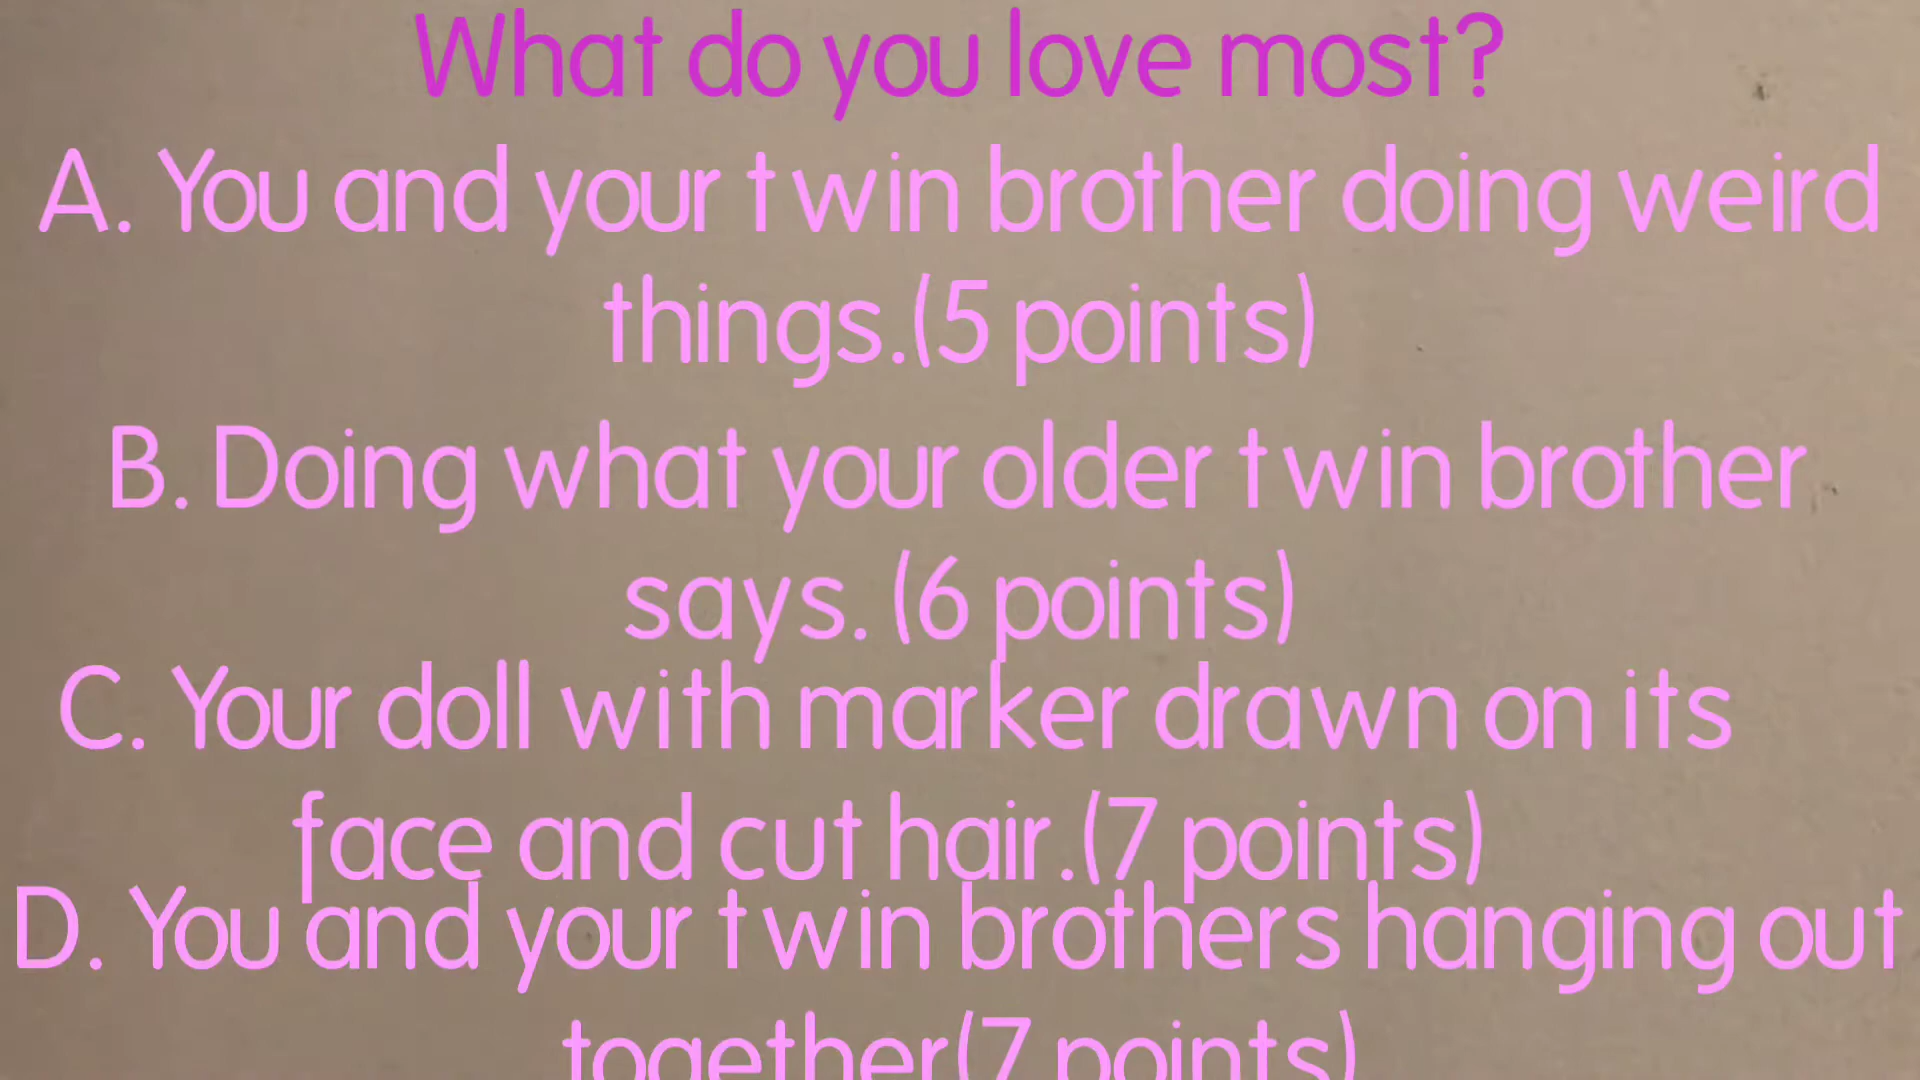 What do you love most?
A. You and your twin brother doing weird
things.(5 points)
B. Doing what your older twin brother
says. (6 points)
C. Your doll with marker drawn on its
face and cut hair.(7 points)
D. You and your twin brothers hanging out
together(7 points)